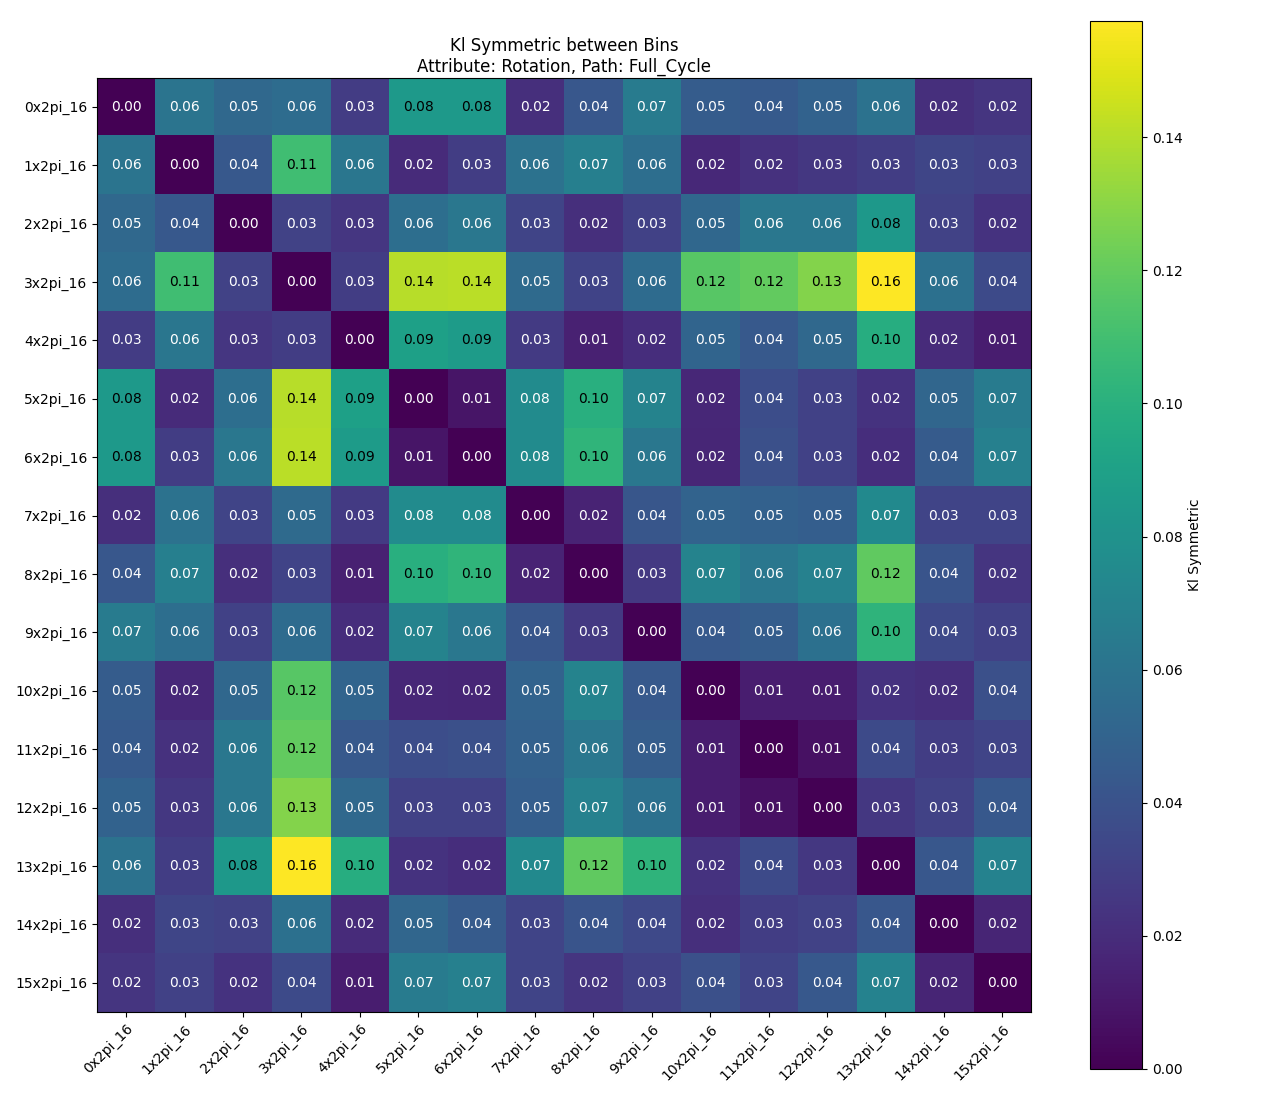 Kl Symmetric between Bins
Attribute: Rotation, Path: Full_Cycle
0x2pi_16 0.00 0.06 0.05 0.06 0.03 0.08 0.08 0.02 0.04 0.07 0.05 0.04 0.05 0.06 0.02 0.02
1x2pi_16 0.06 0.00 0.04 0.11 0.06 0.02 0.03 0.06 0.07 0.06 0.02 0.02 0.03 0.03 0.03 0.03
2x2pi_16 0.05 0.04 0.00 0.03 0.03 0.06 0.06 0.03 0.02 0.03 0.05 0.06 0.06 0.08 0.03 0.02
3x2pi_16 0.06 0.11 0.03 0.00 0.03 0.14 0.14 0.05 0.03 0.06 0.12 0.12 0.13 0.16 0.06 0.04
4x2pi_16 0.03 0.06 0.03 0.03 0.00 0.09 0.09 0.03 0.01 0.02 0.05 0.04 0.05 0.10 0.02 0.01
5x2pi_16 0.08 0.02 0.06 0.14 0.09 0.00 0.01 0.08 0.10 0.07 0.02 0.04 0.03 0.02 0.05 0.07
6x2pi_16 0.08 0.03 0.06 0.14 0.09 0.01 0.00 0.08 0.10 0.06 0.02 0.04 0.03 0.02 0.04 0.07
7x2pi_16 0.02 0.06 0.03 0.05 0.03 0.08 0.08 0.00 0.02 0.04 0.05 0.05 0.05 0.07 0.03 0.03
8x2pi_16 0.04 0.07 0.02 0.03 0.01 0.10 0.10 0.02 0.00 0.03 0.07 0.06 0.07 0.12 0.04 0.02
9x2pi_16 0.07 0.06 0.03 0.06 0.02 0.07 0.06 0.04 0.03 0.00 0.04 0.05 0.06 0.10 0.04 0.03
10x2pi_16 0.05 0.02 0.05 0.12 0.05 0.02 0.02 0.05 0.07 0.04 0.00 0.01 0.01 0.02 0.02 0.04
11x2pi_16 0.04 0.02 0.06 0.12 0.04 0.04 0.04 0.05 0.06 0.05 0.01 0.00 0.01 0.04 0.03 0.03
12x2pi_16 0.05 0.03 0.06 0.13 0.05 0.03 0.03 0.05 0.07 0.06 0.01 0.01 0.00 0.03 0.03 0.04
13x2pi_16 0.06 0.03 0.08 0.16 0.10 0.02 0.02 0.07 0.12 0.10 0.02 0.04 0.03 0.00 0.04 0.07
14x2pi_16 0.02 0.03 0.03 0.06 0.02 0.05 0.04 0.03 0.04 0.04 0.02 0.03 0.03 0.04 0.00 0.02
15x2pi_16 0.02 0.03 0.02 0.04 0.01 0.07 0.07 0.03 0.02 0.03 0.04 0.03 0.04 0.07 0.02 0.00
0x2pi_16 1x2pi_16 2x2pi_16 3x2pi_16 4x2pi_16 5x2pi_16 6x2pi_16 7x2pi_16 8x2pi_16 9x2pi_16 10x2pi_16 11x2pi_16 12x2pi_16 13x2pi_16 14x2pi_16 15x2pi_16
0.14
0.12
0.10
0.08
0.06
0.04
0.02
0.00
Kl Symmetric